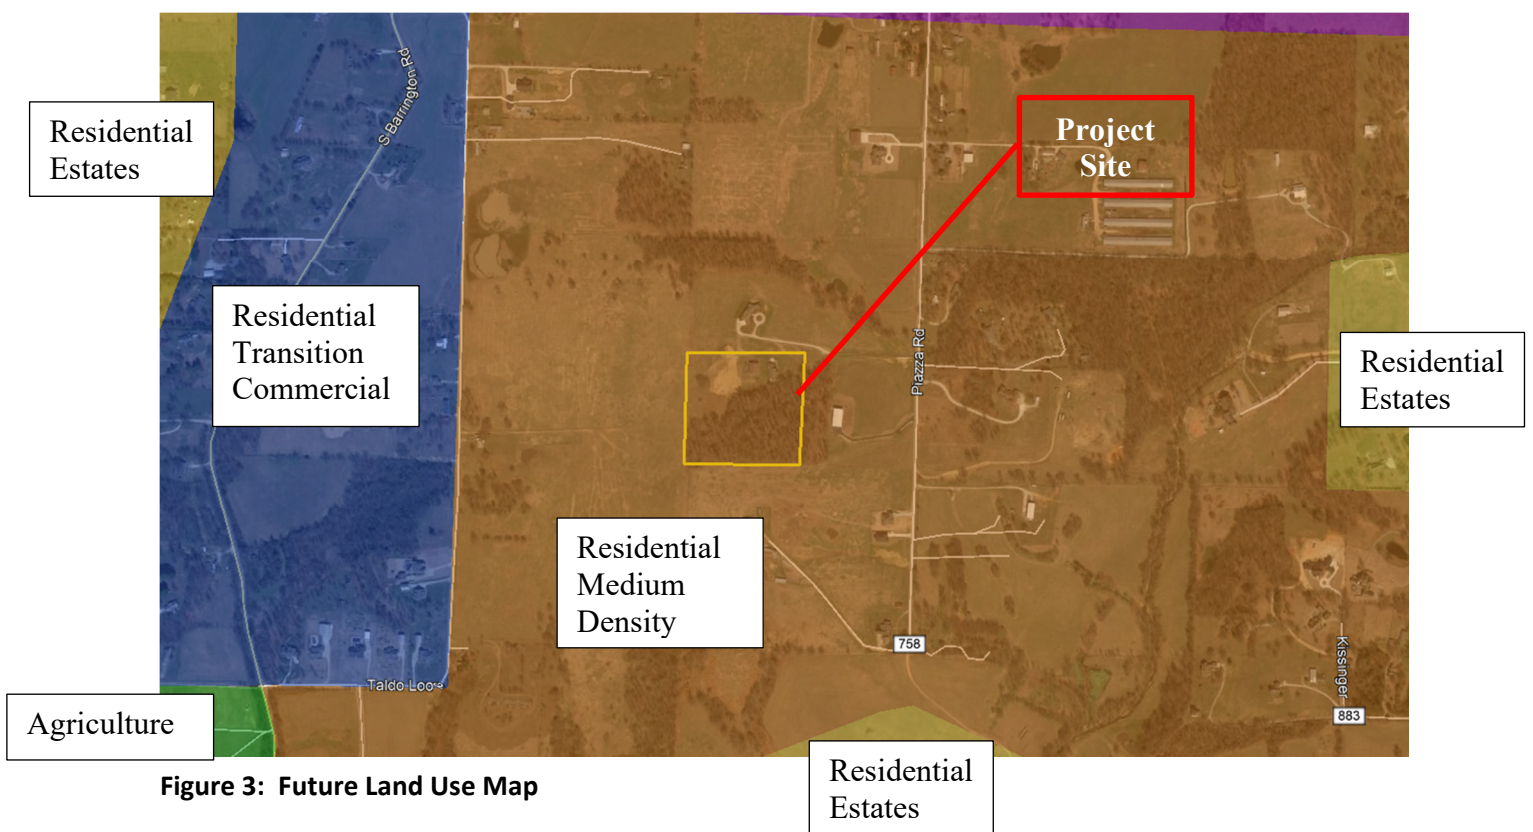 S Barrington Rd
Residential
Estates
Project
Site
Residential
Transition
Commercial
Piazza Rd
Residential
Estates
Residential
Medium
Density
758
Kissinger
Taldo Loop
883
Agriculture
Residential
Estates
Figure 3:  Future Land Use Map